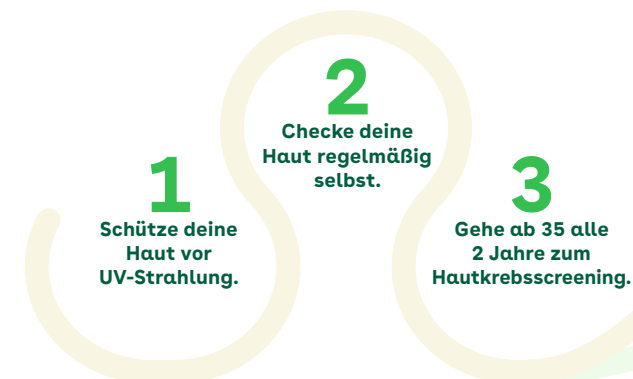 1
Schütze deine
Haut vor
UV-Strahlung.
2
Checke deine
Haut regelmäßig
selbst.
3
Gehe ab 35 alle
2 Jahre zum
Hautkrebsscreening.